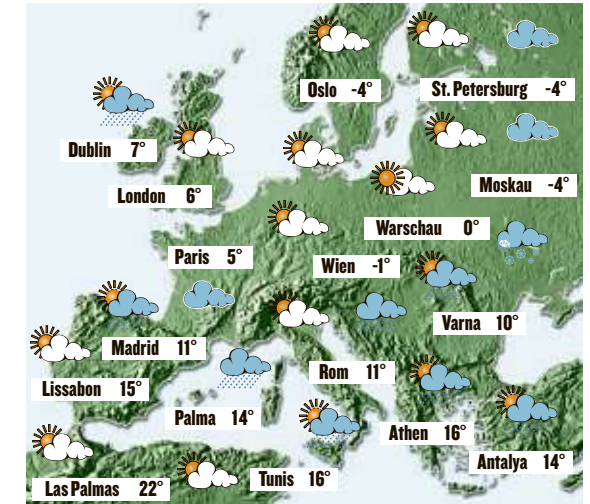 Oslo -4°
St. Petersburg -4°
Dublin 7°
London 6°
Moskau -4°
Warschau 0°
Paris 5°
Wien -1°
Varna 10°
Madrid 11°
Rom 11°
Lissabon 15°
Palma 14°
Athen 16°
Antalya 14°
Las Palmas 22°
Tunis 16°